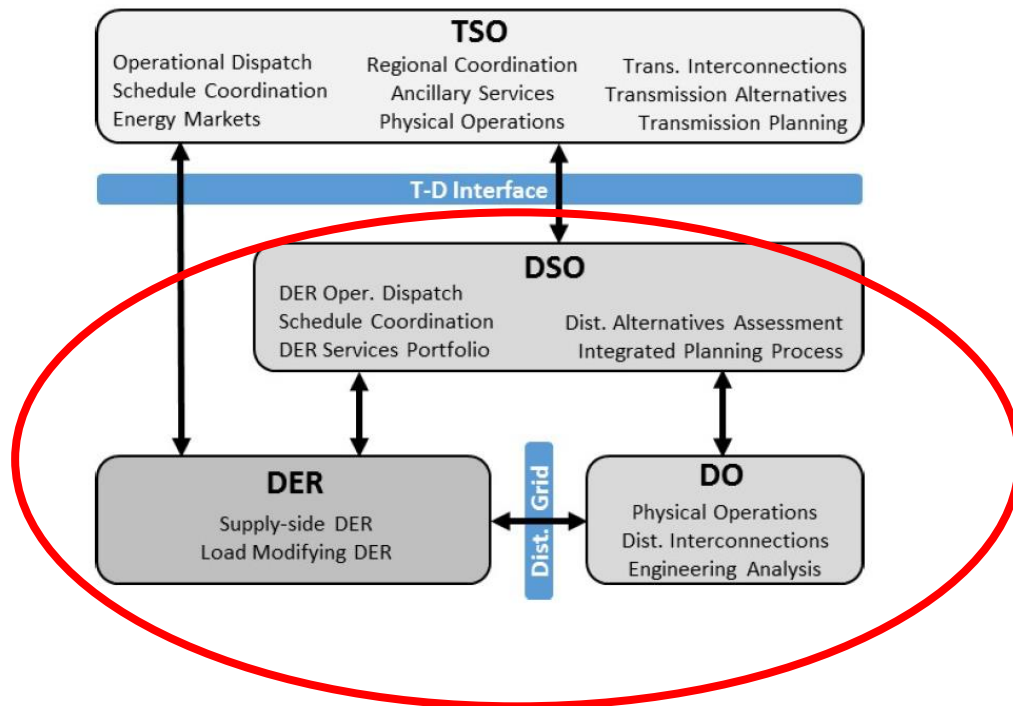 TSO
Operational Dispatch
Schedule Coordination
Energy Markets
Regional Coordination
Ancillary Services
Physical Operations
Trans. Interconnections
Transmission Alternatives
Transmission Planning
T-D Interface
DSO
DER Oper. Dispatch
Schedule Coordination
DER Services Portfolio
Dist. Alternatives Assessment
Integrated Planning Process
DER
Supply-side DER
Load Modifying DER
Dist. Grid
DO
Physical Operations
Dist. Interconnections
Engineering Analysis